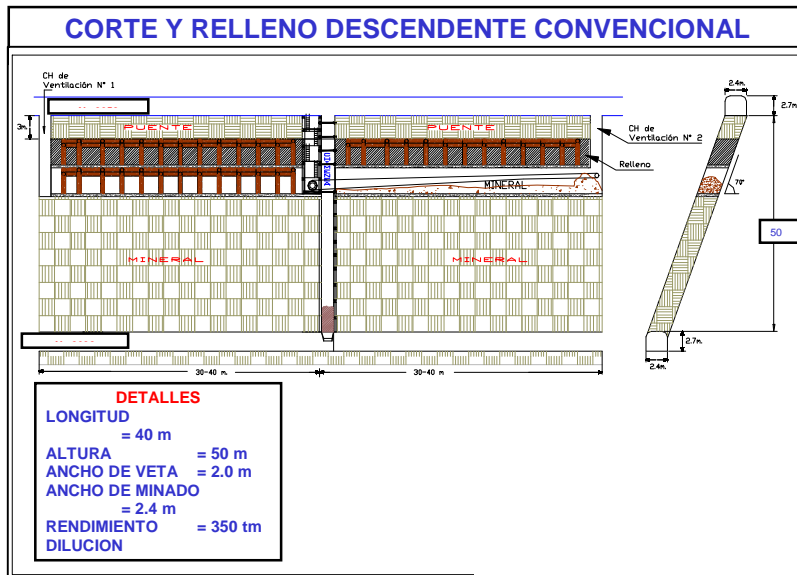 CORTE Y RELLENO DESCENDENTE CONVENCIONAL
CH de
Ventilación N° 1
3m.
PUENTE
PUENTE
CH de
Ventilación N° 2
Relleno
MINERAL
MINERAL
MINERAL
30-40 m.
30-40 m.
2.4m.
2.7m
70°
50
2.7m.
2.4m.
DETALLES
LONGITUD
= 40 m
ALTURA = 50 m
ANCHO DE VETA = 2.0 m
ANCHO DE MINADO
= 2.4 m
RENDIMIENTO = 350 tm
DILUCION